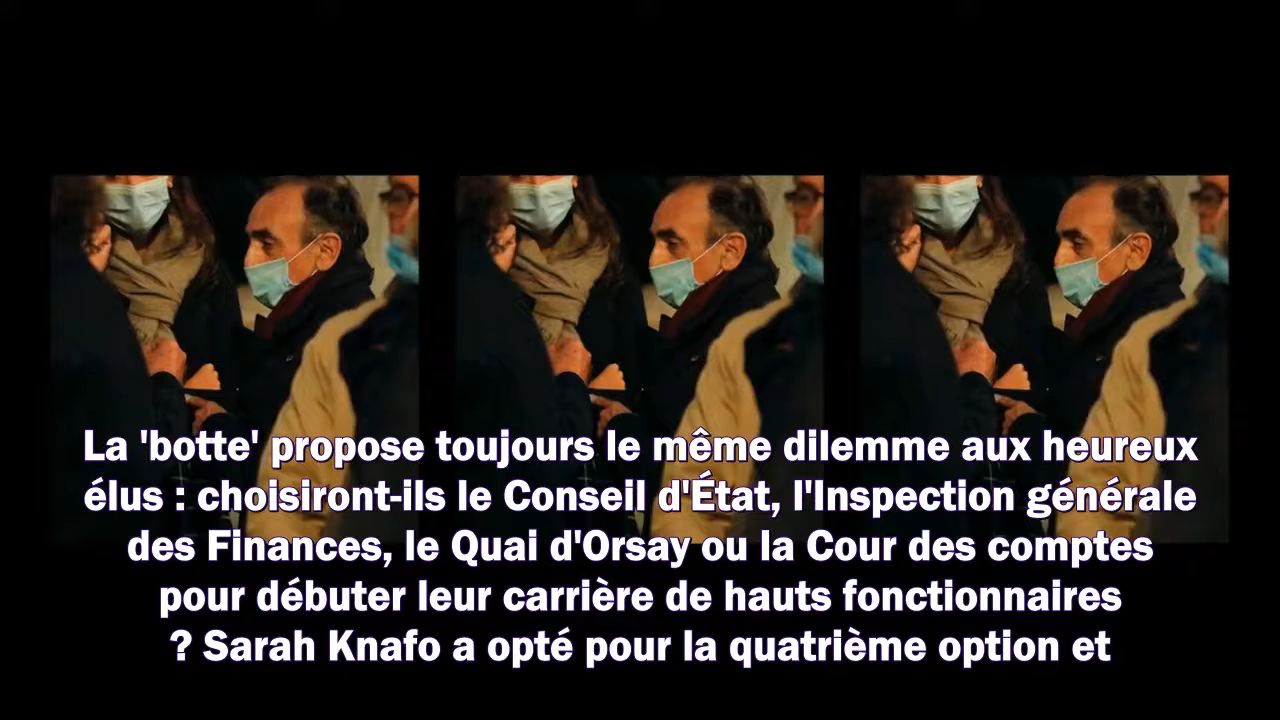 La 'botte' propose toujours le même dilemme aux heureux
élus : choisiront-ils le Conseil d'État, l'Inspection générale
des Finances, le Quai d'Orsay ou la Cour des comptes
pour débuter leur carrière de hauts fonctionnaires
? Sarah Knafo a opté pour la quatrième option et